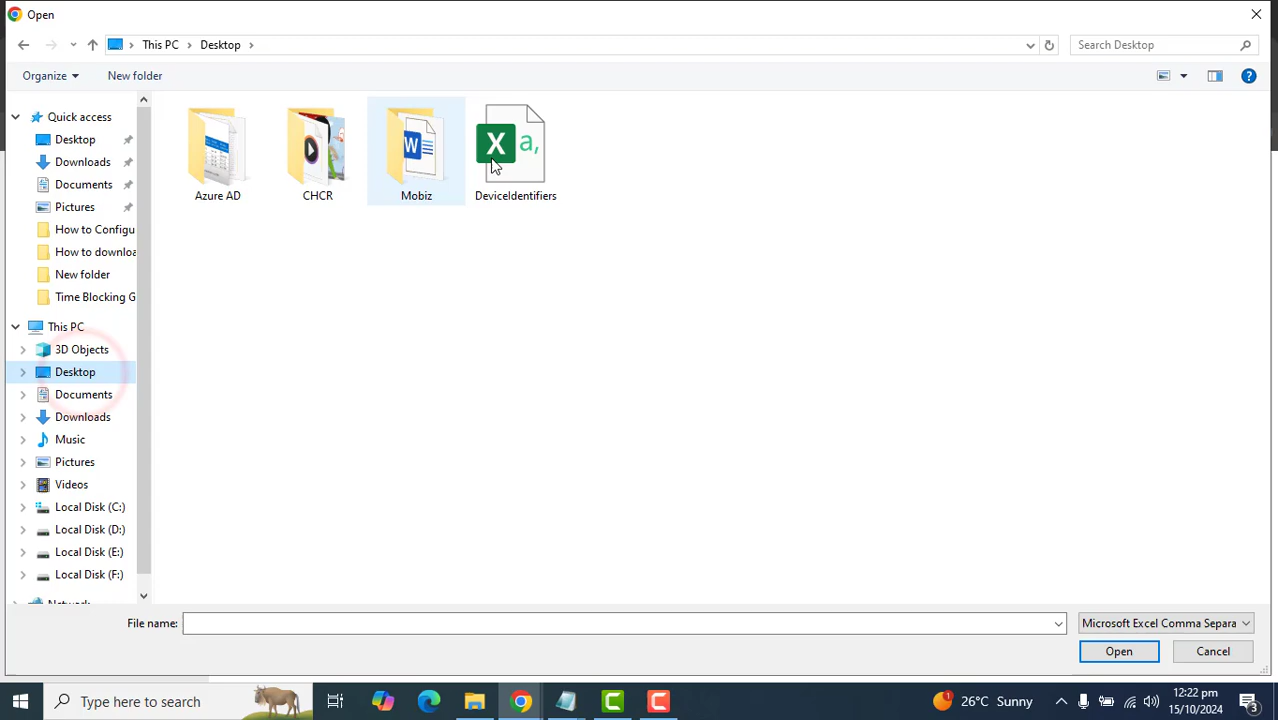 Open
This PC
Desktop
Search Desktop
Organize
New folder
Quick access
Desktop
Downloads
Documents
Pictures
How to Configu
How to downloa
New folder
Time Blocking G
This PC
3D Objects
Desktop
Documents
Downloads
Music
Pictures
Videos
Local Disk (C:)
Local Disk (D:)
Local Disk (E:)
Local Disk (F:)
Azure AD
CHCR
Mobiz
DeviceIdentifiers
File name:
Microsoft Excel Comma Separa
Open
Cancel
Type here to search
26°C Sunny
12:22 pm
15/10/2024